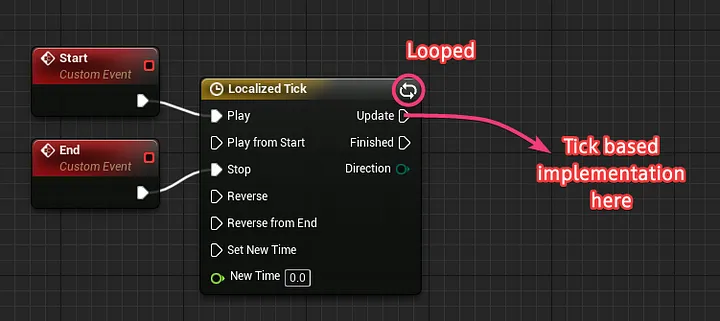 Looped
Start
Custom Event
Localized Tick
Play
Update
End
Custom Event
Play from Start
Finished
Stop
Direction
Tick based
implementation
here
Reverse
Reverse from End
Set New Time
New Time 0.0